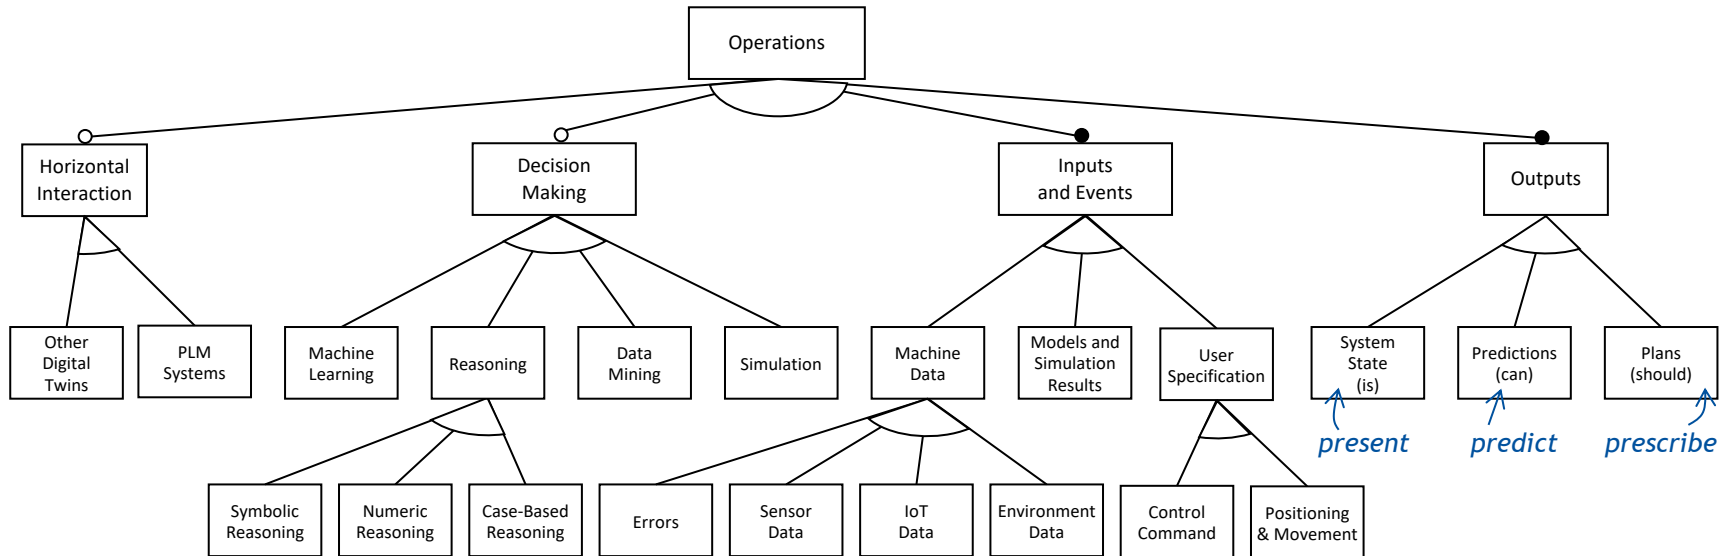 Operations
Horizontal
Interaction
Decision
Making
Inputs
and Events
Outputs
Other
Digital
Twins
PLM
Systems
Machine
Learning
Reasoning
Data
Mining
Simulation
Machine
Data
Models and
Simulation
Results
User
Specification
System
State
(is)
Predictions
(can)
Plans
(should)
present
predict
prescribe
Symbolic
Reasoning
Numeric
Reasoning
Case-Based
Reasoning
Errors
Sensor
Data
IoT
Data
Environment
Data
Control
Command
Positioning
& Movement